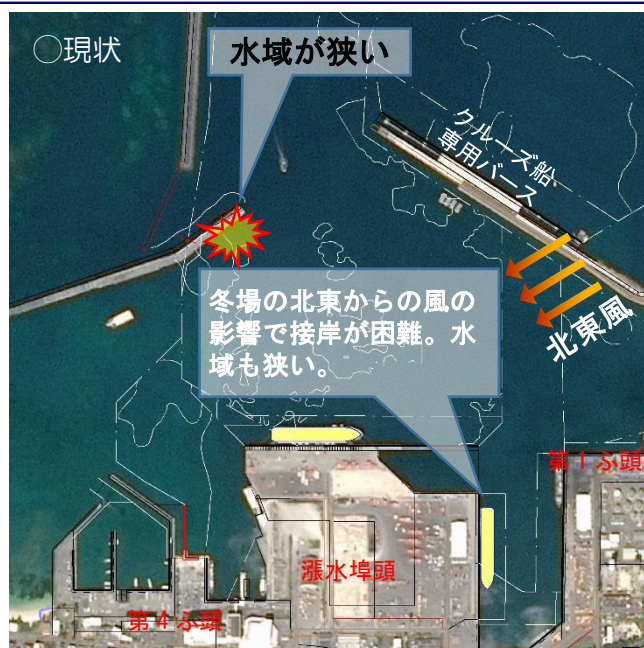 ○現状
水域が狭い
クルーズ船
専用バース
北東風
冬場の北東からの風の
影響で接岸が困難。水
域も狭い。
第1ふ頭
漲水埠頭
第4ふ頭